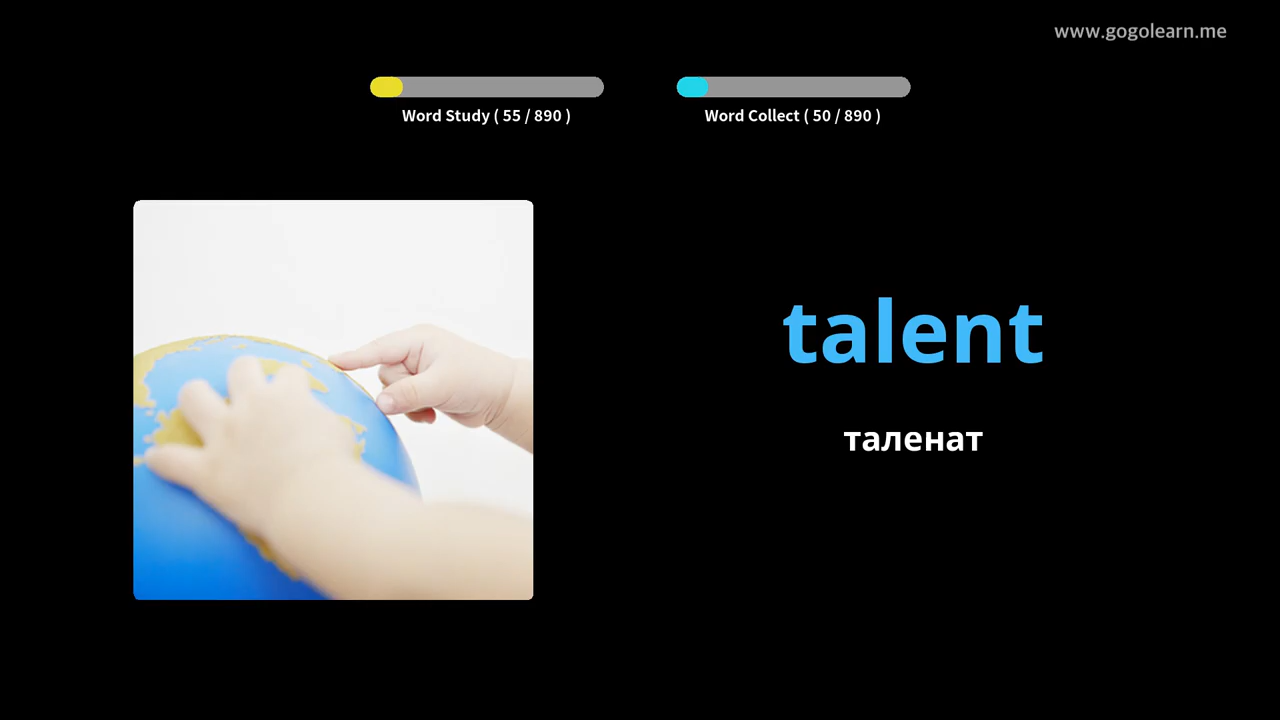 www.gogolearn.me
Word Study ( 55 / 890 )
Word Collect ( 50 / 890 )
talent
таленат